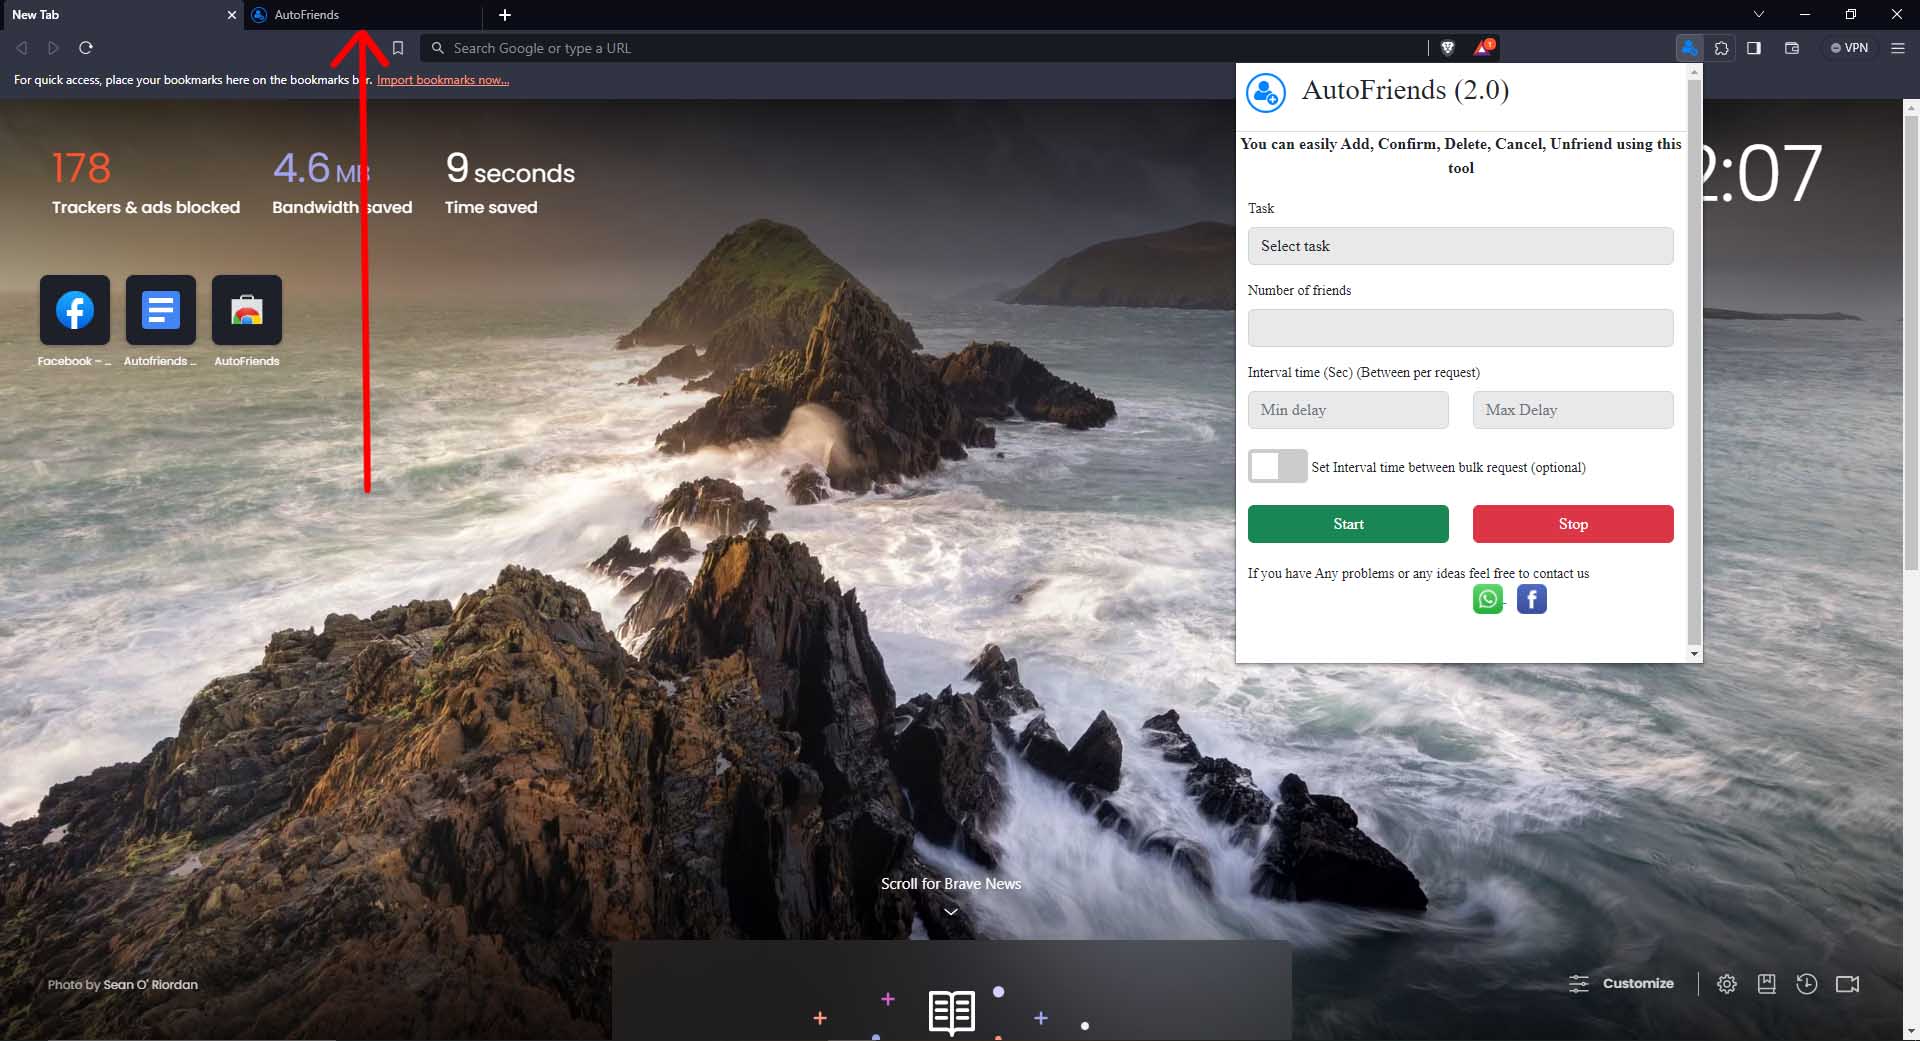 New Tab
AutoFriends
Search Google or type a URL
1
VPN
For quick access, place your bookmarks here on the bookmarks bar. Import bookmarks now...
178
Trackers & ads blocked
4.6 MB
Bandwidth saved
9 seconds
Time saved
2:07
Facebook – ...
Autofriends ...
AutoFriends
AutoFriends (2.0)
You can easily Add, Confirm, Delete, Cancel, Unfriend using this
tool
Task
Select task
Number of friends
Interval time (Sec) (Between per request)
Min delay
Max Delay
Set Interval time between bulk request (optional)
Start
Stop
If you have Any problems or any ideas feel free to contact us
Scroll for Brave News
Photo by Sean O' Riordan
Customize